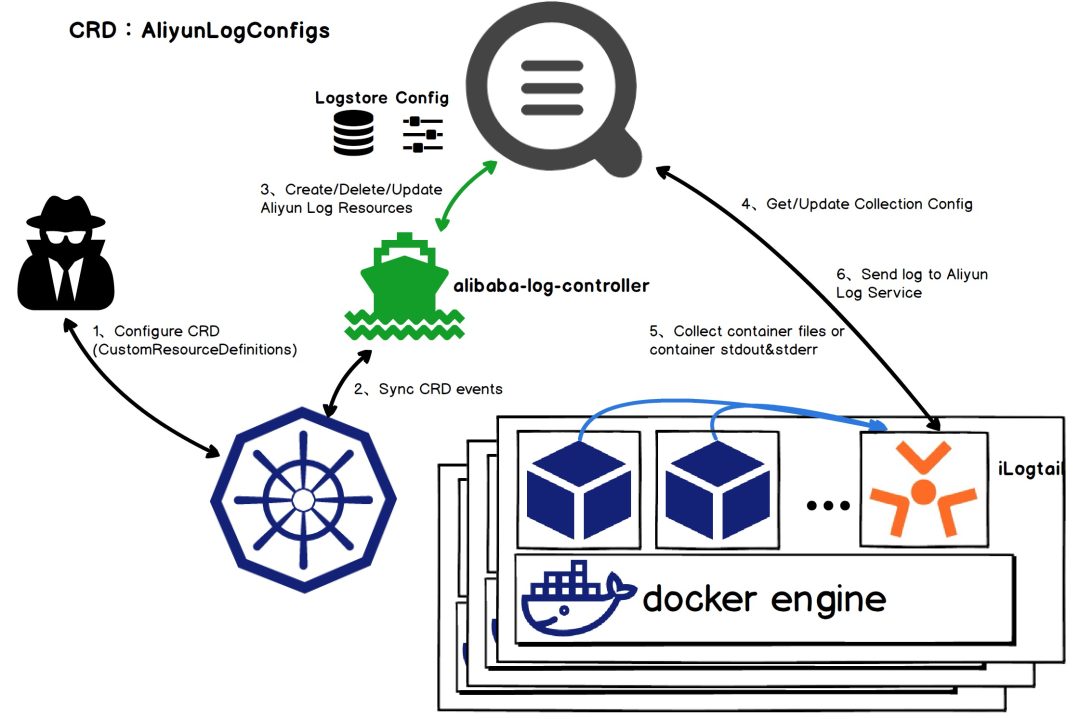 CRD：AliyunLogConfigs
Logstore Config
3、Create/Delete/Update
Aliyun Log Resources
4、Get/Update Collection Config
alibaba-log-controller
6、Send log to Aliyun
Log Service
1、Configure CRD
(CustomResourceDefinitions)
5、Collect container files or
container stdout&stderr
2、Sync CRD events
iLogtail
docker engine